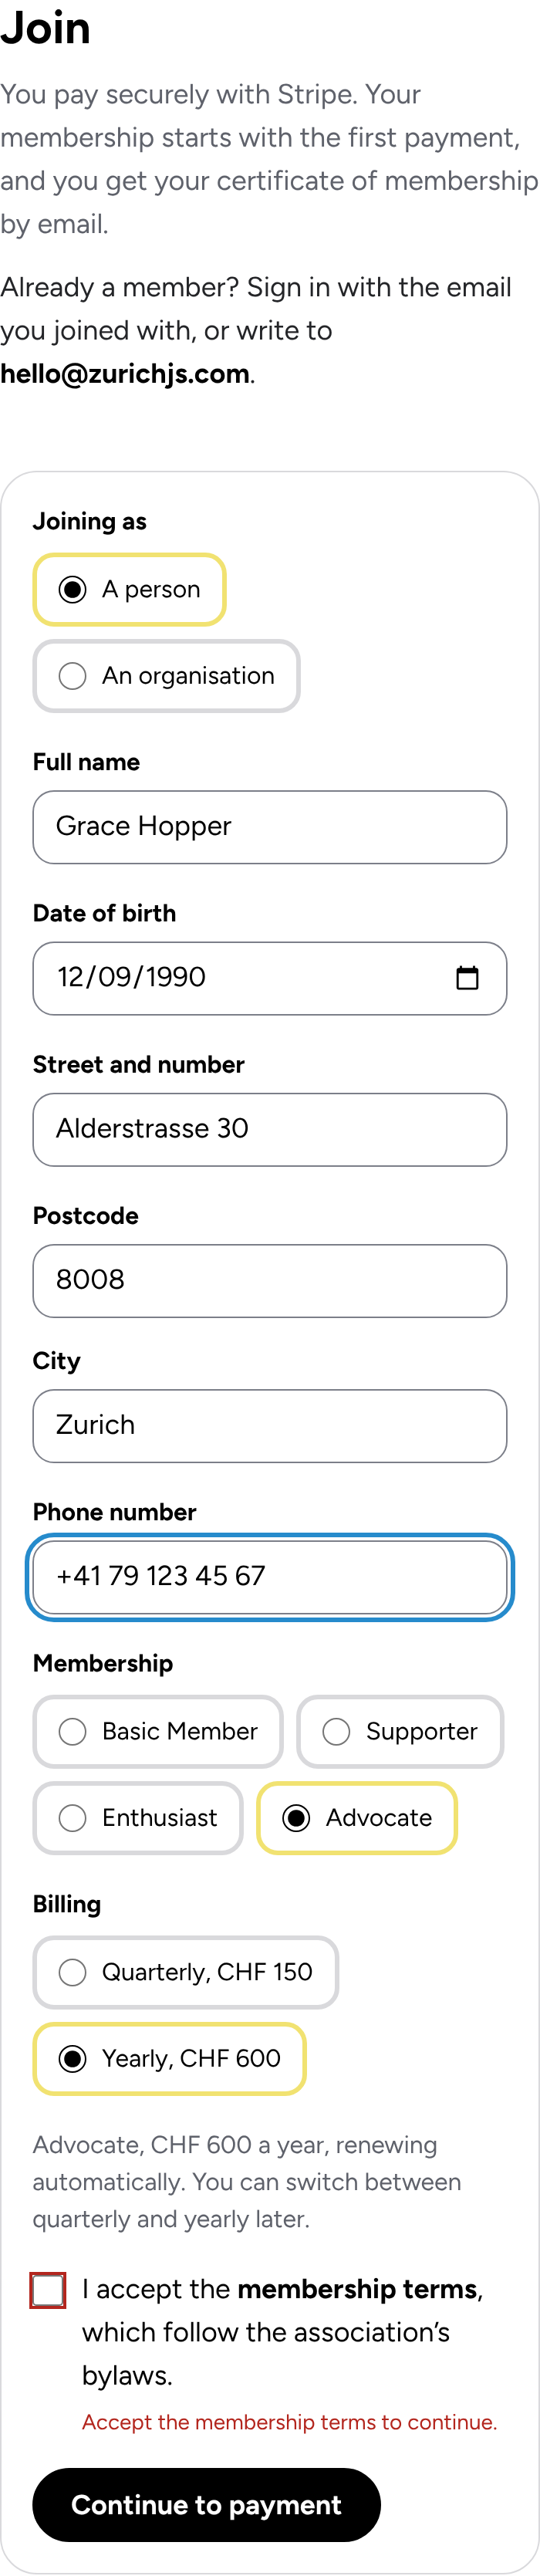 Join
You pay securely with Stripe. Your
membership starts with the first payment,
and you get your certificate of membership
by email.
Already a member? Sign in with the email
you joined with, or write to
hello@zurichjs.com.
Joining as
A person
An organisation
Full name
Grace Hopper
Date of birth
12/09/1990
Street and number
Alderstrasse 30
Postcode
8008
City
Zurich
Phone number
+41 79 123 45 67
Membership
Basic Member
Supporter
Enthusiast
Advocate
Billing
Quarterly, CHF 150
Yearly, CHF 600
Advocate, CHF 600 a year, renewing
automatically. You can switch between
quarterly and yearly later.
I accept the membership terms,
which follow the association’s
bylaws.
Accept the membership terms to continue.
Continue to payment